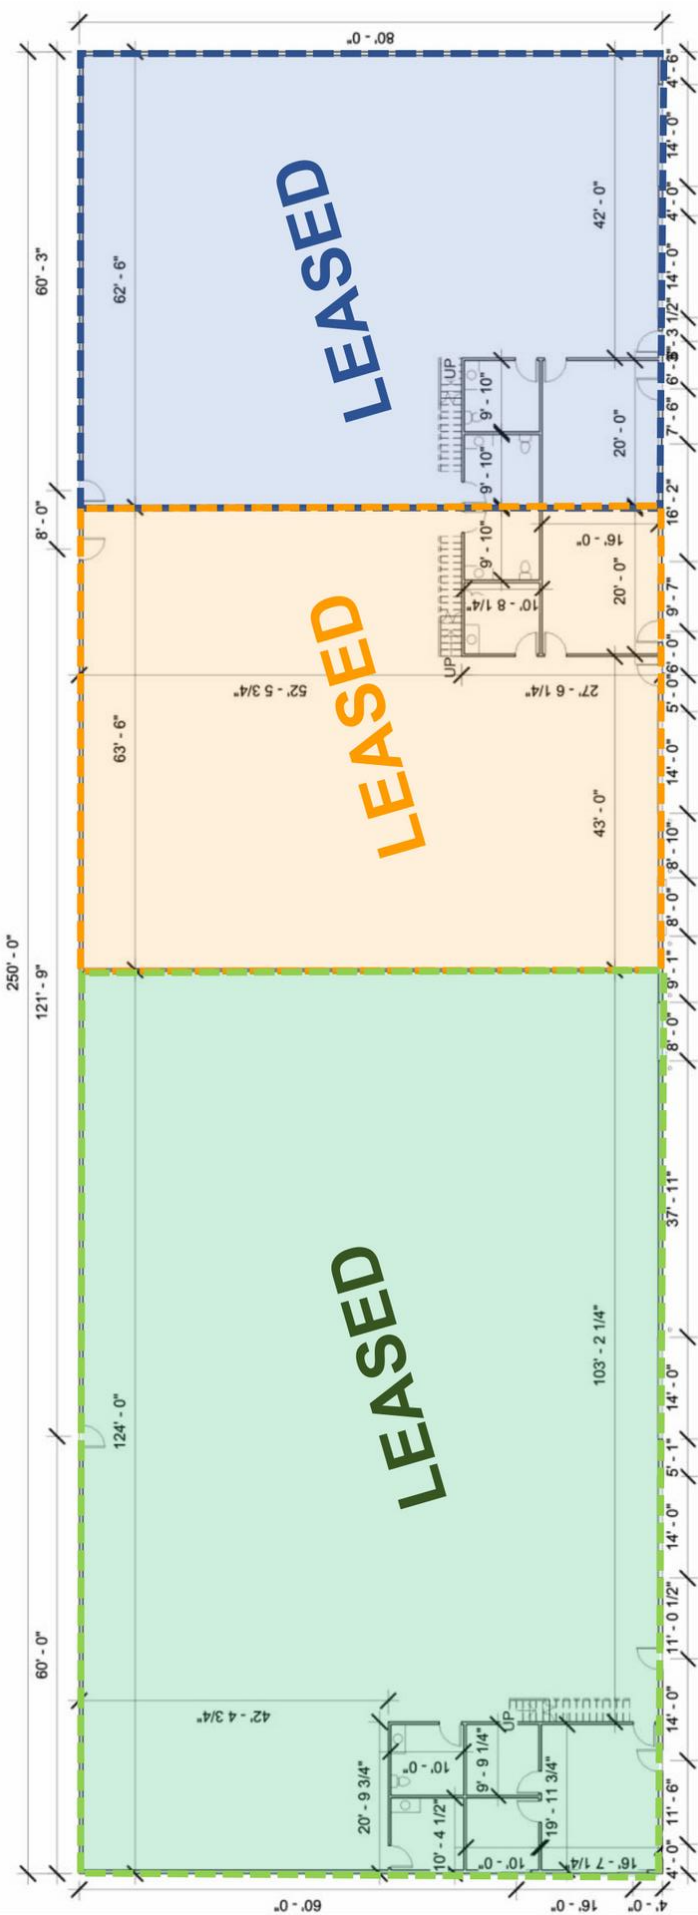 80' - 0"
60' - 3"
62' - 6"
LEASED
42' - 0"
4' - 6"
14' - 0"
4' - 0"
14' - 0"
UP
9' - 10"
9' - 10"
20' - 0"
7' - 6"
16' - 2"
8' - 0"
9' - 10"
16' - 0"
10' - 8 1/4"
20' - 0"
9' - 7"
UP
LEASED
52' - 5 3/4"
27' - 6 1/4"
5' - 0"
63' - 6"
43' - 0"
14' - 0"
8' - 10"
8' - 0"
250' - 0"
121' - 9"
9' - 1"
8' - 0"
37' - 11"
LEASED
103' - 2 1/4"
124' - 0"
14' - 0"
5' - 1"
14' - 0"
11' - 0 1/2"
60' - 0"
42' - 4 3/4"
14' - 0"
UP
20' - 9 3/4"
10' - 0"
9' - 9 1/4"
19' - 11 3/4"
11' - 6"
10' - 4 1/2"
10' - 0"
16' - 7 1/4"
4' - 0"
60' - 0"
16' - 0"
4' - 0"